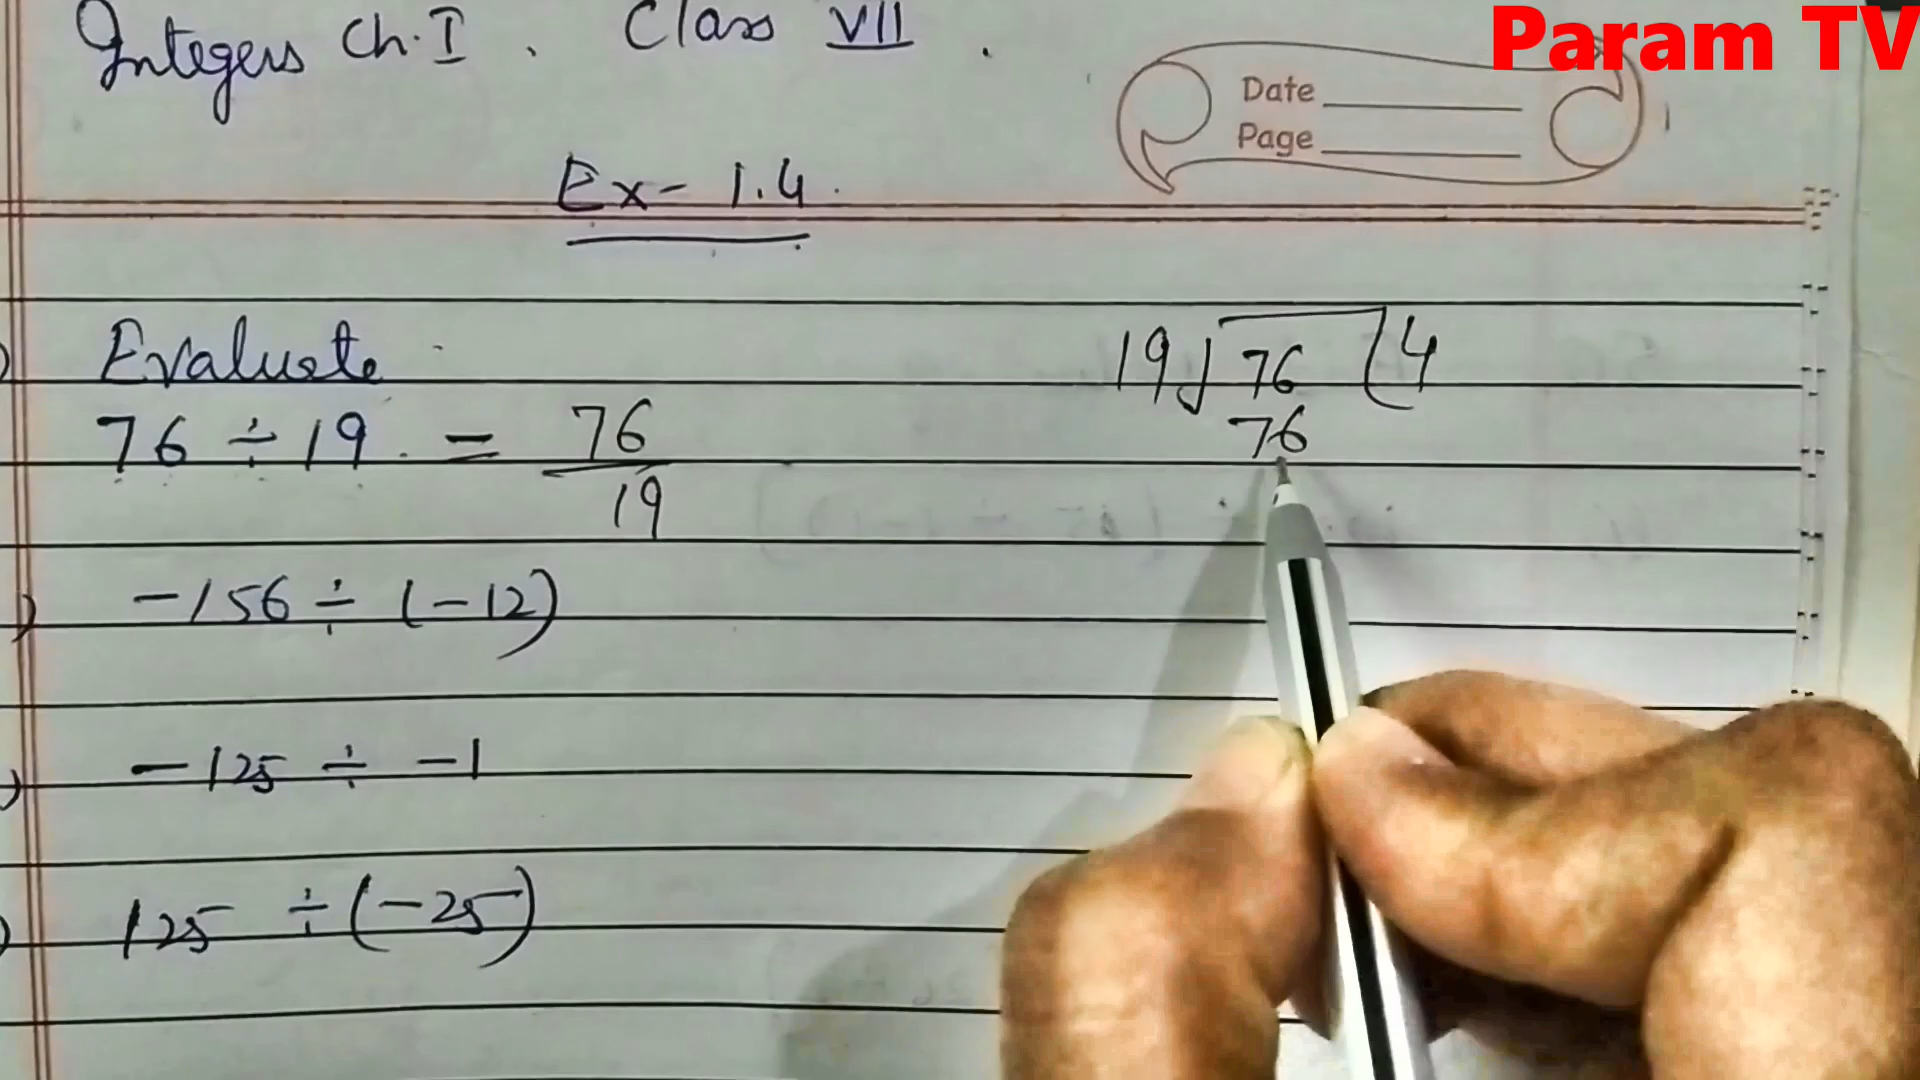 Integers Ch.I . Class VII .
Param TV
Date
Page
Ex- 1.4
Evaluate
76 ÷ 19 = 76/19
19 76 4
76
-156 ÷ (-12)
-125 ÷ -1
125 ÷ (-25)